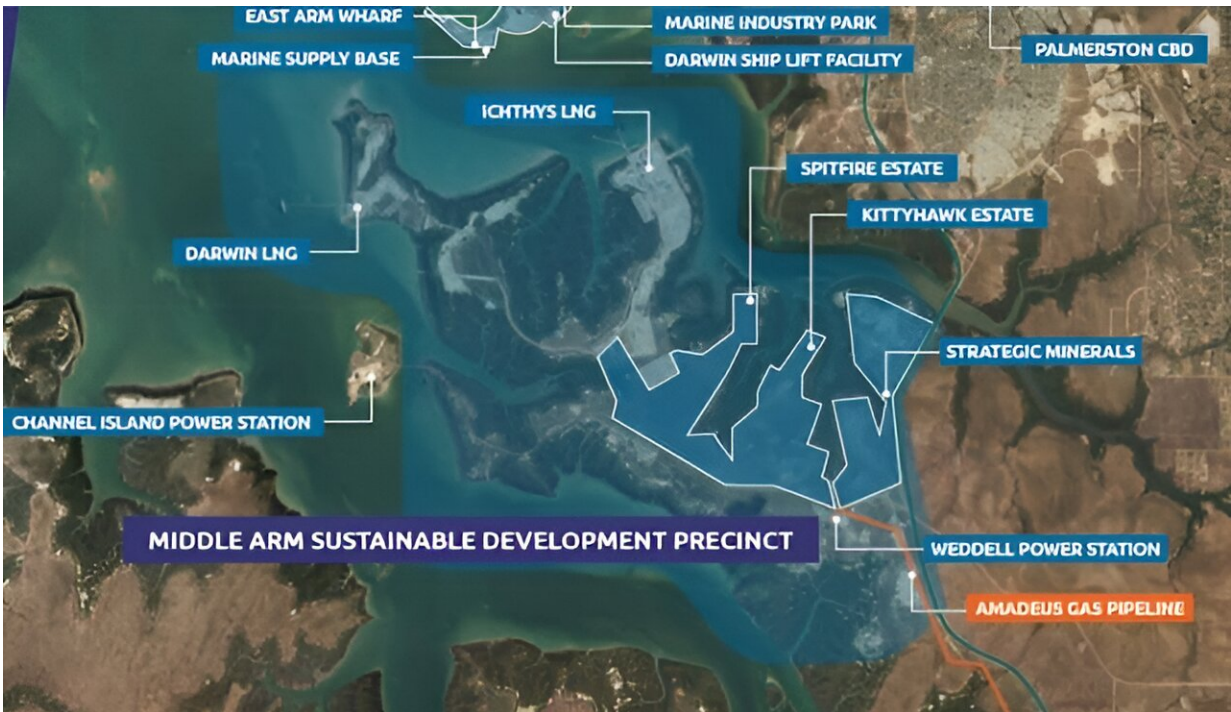 EAST ARM WHARF
MARINE INDUSTRY PARK
MARINE SUPPLY BASE
DARWIN SHIP LIFT FACILITY
PALMERSTON CBD
ICHTHYS LNG
SPITFIRE ESTATE
KITTYHAWK ESTATE
DARWIN LNG
STRATEGIC MINERALS
CHANNEL ISLAND POWER STATION
MIDDLE ARM SUSTAINABLE DEVELOPMENT PRECINCT
WEDDELL POWER STATION
AMADEUS GAS PIPELINE